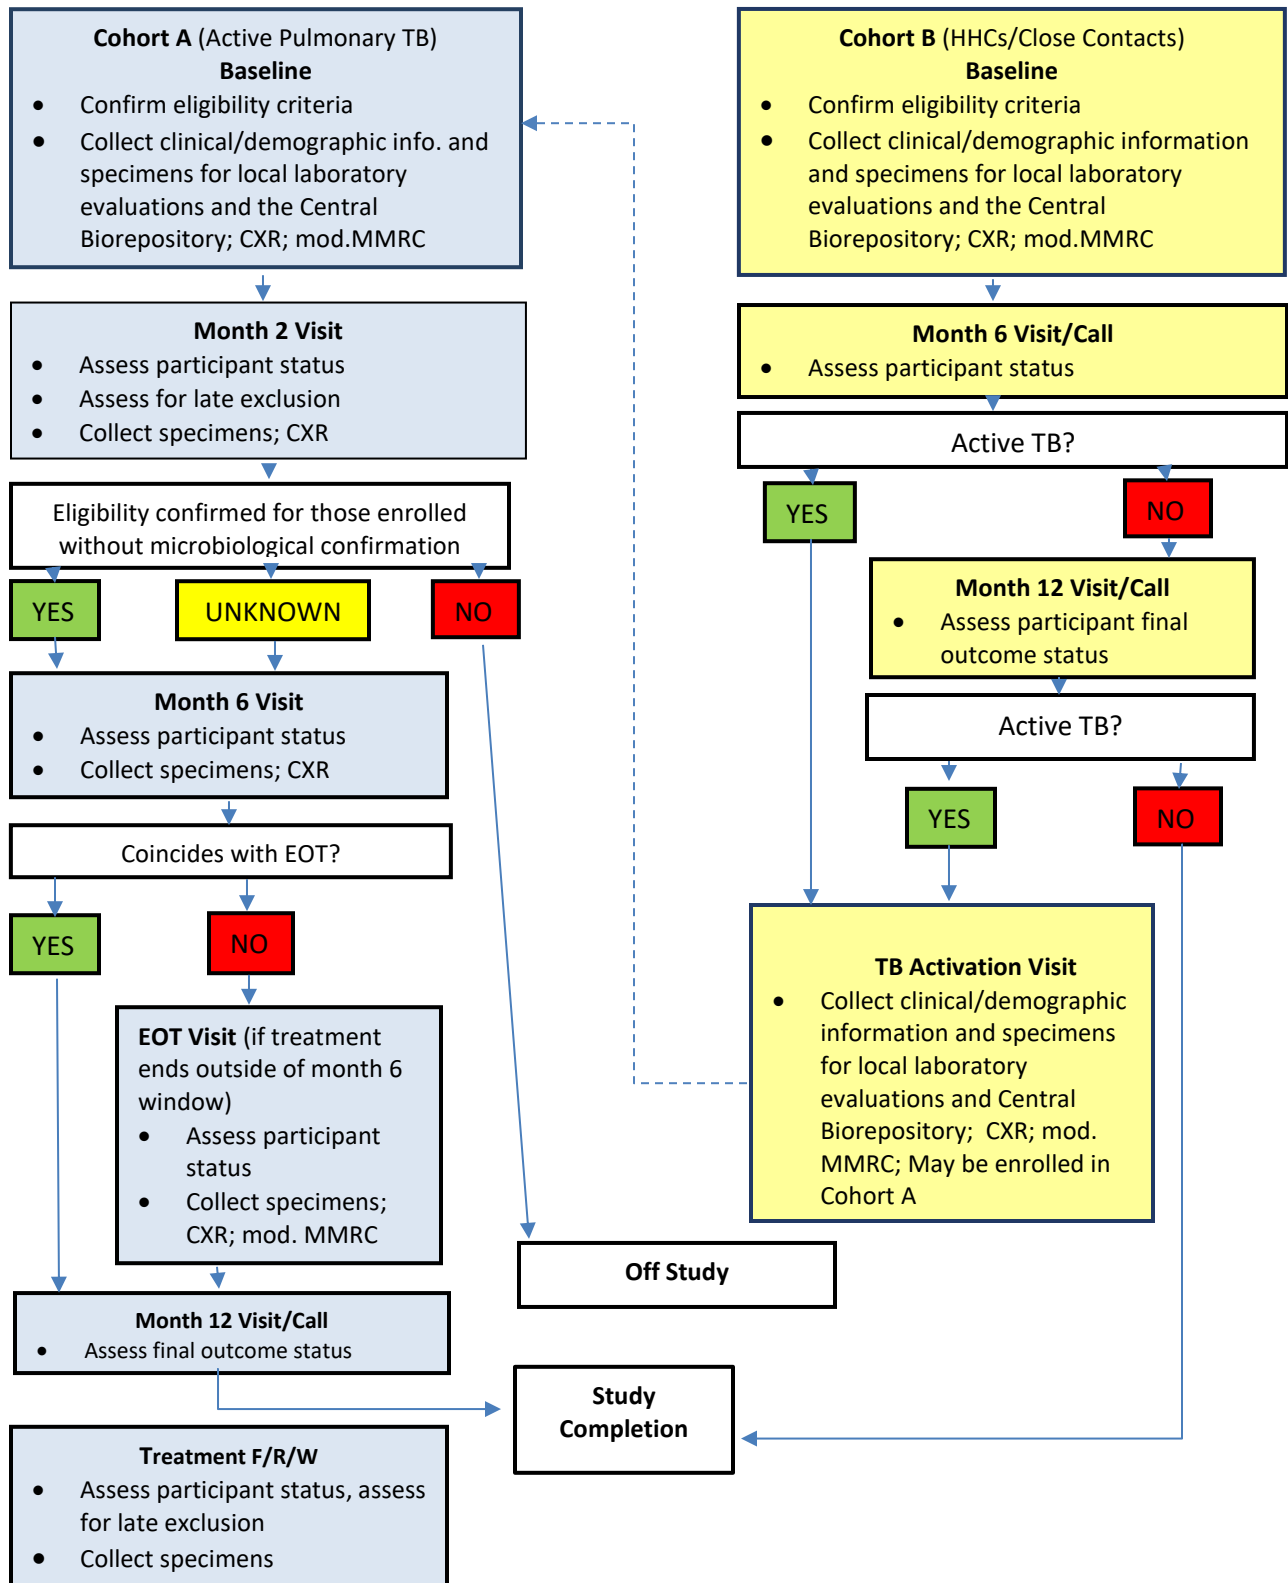 Cohort A (Active Pulmonary TB)
Baseline
• Confirm eligibility criteria
• Collect clinical/demographic info. and
specimens for local laboratory
evaluations and the Central
Biorepository; CXR; mod.MMRC
Month 2 Visit
• Assess participant status
• Assess for late exclusion
• Collect specimens; CXR
Eligibility confirmed for those enrolled
without microbiological confirmation
YES
UNKNOWN
NO
Month 6 Visit
• Assess participant status
• Collect specimens; CXR
Coincides with EOT?
YES
NO
EOT Visit (if treatment
ends outside of month 6
window)
• Assess participant
status
• Collect specimens;
CXR; mod. MMRC
Month 12 Visit/Call
• Assess final outcome status
Treatment F/R/W
• Assess participant status, assess
for late exclusion
• Collect specimens
Cohort B (HHCs/Close Contacts)
Baseline
• Confirm eligibility criteria
• Collect clinical/demographic information
and specimens for local laboratory
evaluations and the Central
Biorepository; CXR; mod.MMRC
Month 6 Visit/Call
• Assess participant status
Active TB?
YES
NO
Month 12 Visit/Call
• Assess participant final
outcome status
Active TB?
YES
NO
TB Activation Visit
• Collect clinical/demographic
information and specimens
for local laboratory
evaluations and Central
Biorepository; CXR; mod.
MMRC; May be enrolled in
Cohort A
Off Study
Study
Completion